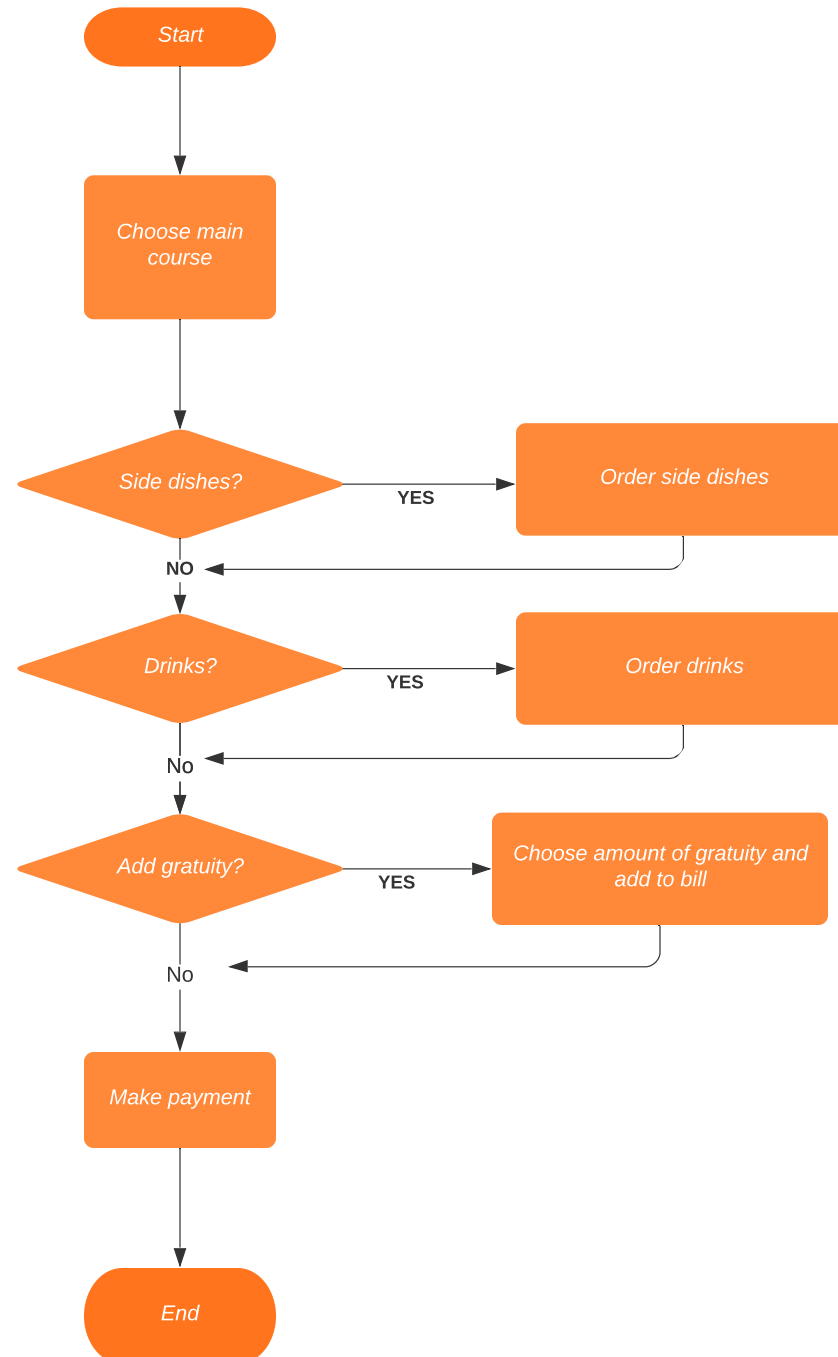 Start
Choose main
course
Side dishes?
YES
Order side dishes
NO
Drinks?
YES
Order drinks
No
Add gratuity?
YES
Choose amount of gratuity and
add to bill
No
Make payment
End